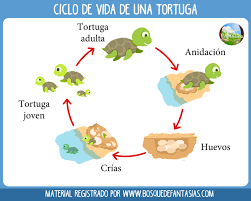 CICLO DE VIDA DE UNA TORTUGA
Tortuga
adulta
Anidación
Huevos
Crías
Tortuga
joven
MATERIAL REGISTRADO POR WWW.BOSQUEDEFANTASIAS.COM